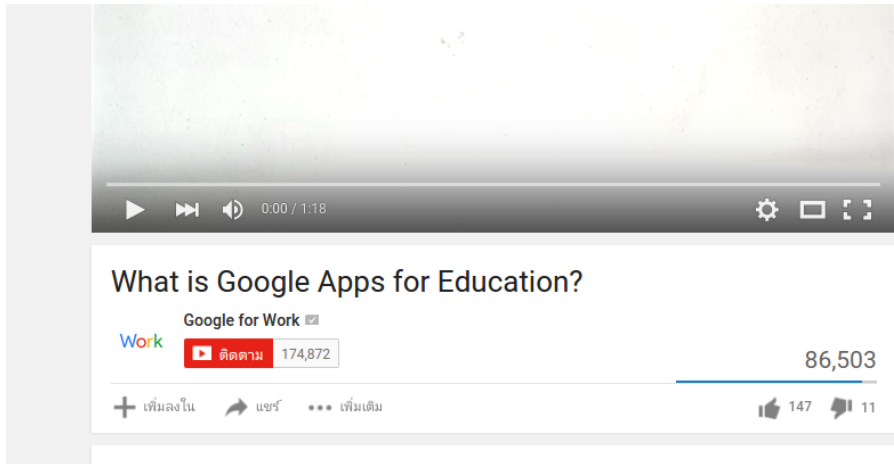 0:00 / 1:18
What is Google Apps for Education?
Google for Work
Work
ติดตาม 174,872
86,503
เพิ่มลงใน แชร์ เพิ่มเติม 147 11